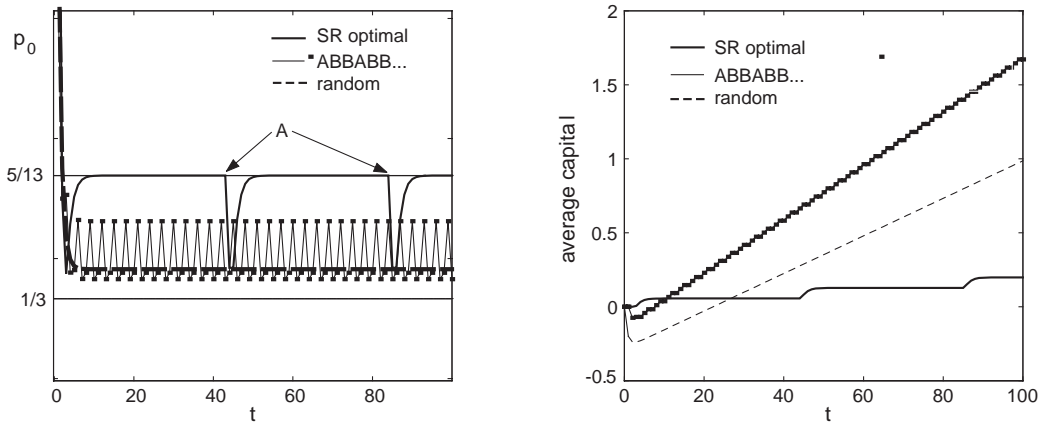 p0
SR optimal
ABBABB...
random
A
5/13
1/3
0 20 40 60 80
t
2
1.5
1
0.5
0
-0.5
average capital
SR optimal
ABBABB...
random
0 20 40 60 80 100
t